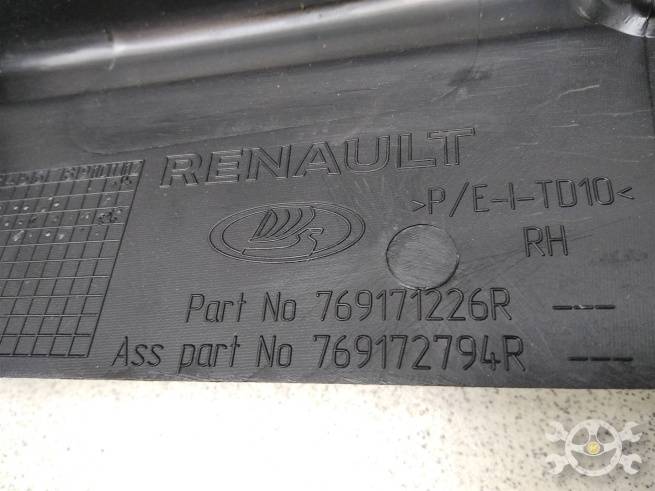 RENAULT
>P/E-I-TD10<
RH
Part No 769171226R ---
Ass part No 769172794R ---